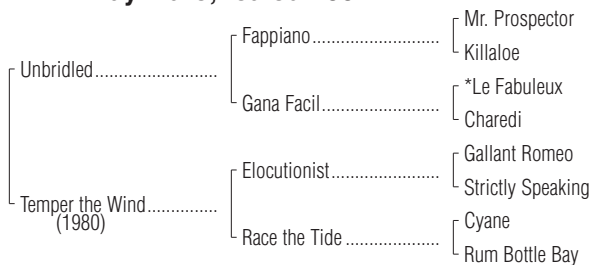 Mr. Prospector
Fappiano
Killaloe
Unbridled
*Le Fabuleux
Gana Facil
Charedi
Gallant Romeo
Elocutionist
Strictly Speaking
Temper the Wind
(1980)
Cyane
Race the Tide
Rum Bottle Bay